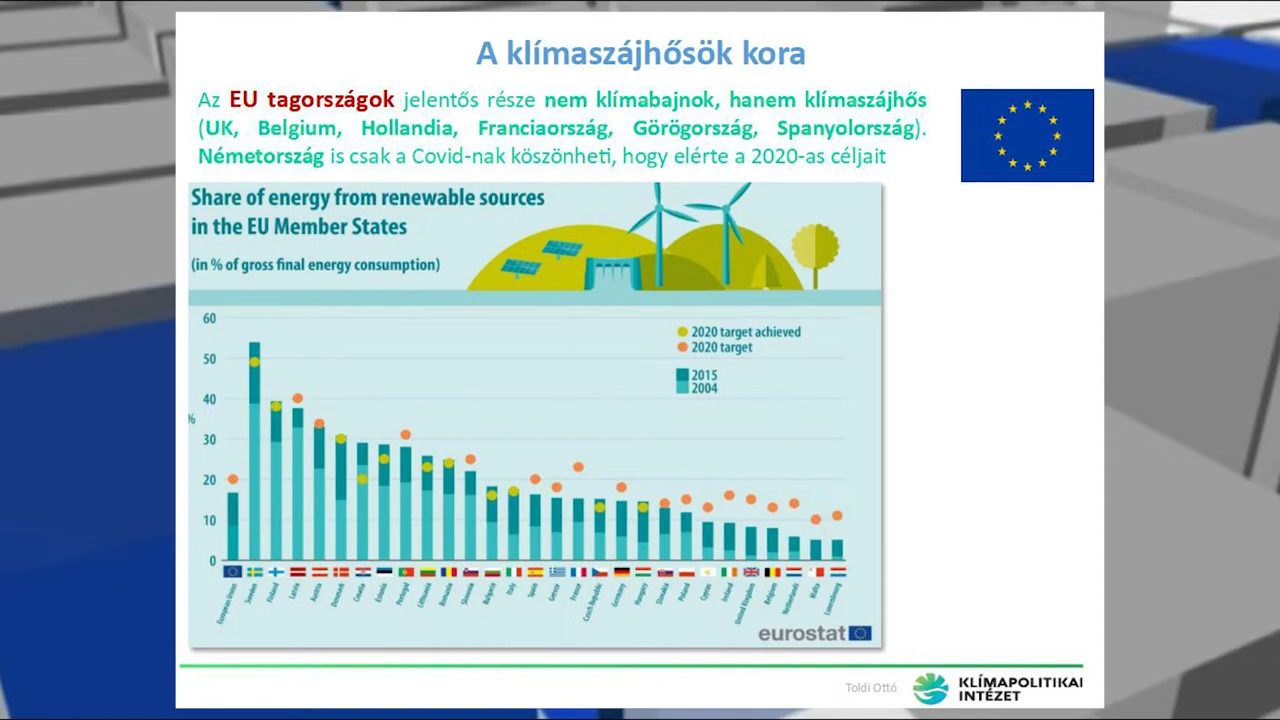 A klímaszájhősök kora
Az EU tagországok jelentős része nem klímabajnok, hanem klímaszájhős
(UK, Belgium, Hollandia, Franciaország, Görögország, Spanyolország).
Németország is csak a Covid-nak köszönheti, hogy elérte a 2020-as céljait
Share of energy from renewable sources
in the EU Member States
(in % of gross final energy consumption)
2020 target achieved
2020 target
2015
2004
60
50
40
%
30
20
10
0
European Union
Sweden
Finland
Latvia
Austria
Denmark
Croatia
Estonia
Portugal
Lithuania
Romania
Slovenia
Bulgaria
Italy
Spain
Greece
France
Czech Republic
Germany
Hungary
Slovakia
Poland
Cyprus
Ireland
United Kingdom
Belgium
Netherlands
Malta
Luxembourg
eurostat
Toldi Ottó
KLÍMAPOLITIKAI
INTÉZET